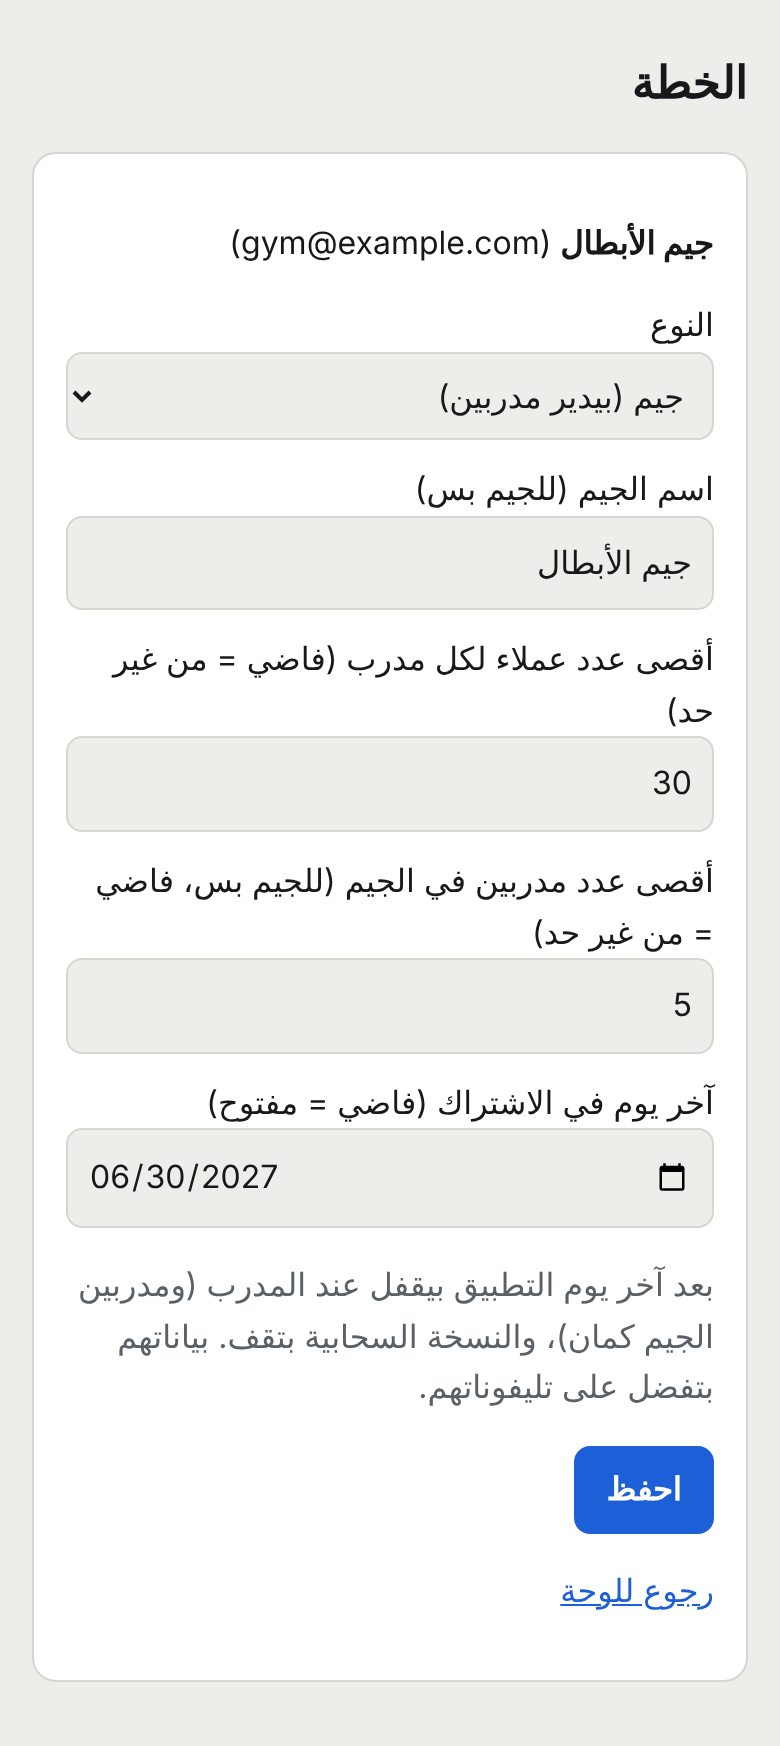 الخطة
جيم الأبطال (gym@example.com)
النوع
جيم (بيدير مدربين)
اسم الجيم (للجيم بس)
جيم الأبطال
أقصى عدد عملاء لكل مدرب (فاضي = من غير
حد)
30
أقصى عدد مدربين في الجيم (للجيم بس، فاضي
= من غير حد)
5
آخر يوم في الاشتراك (فاضي = مفتوح)
06/30/2027
بعد آخر يوم التطبيق بيقفل عند المدرب (ومدربين
الجيم كمان)، والنسخة السحابية بتقف. بياناتهم
بتفضل على تليفوناتهم.
احفظ
رجوع للوحة